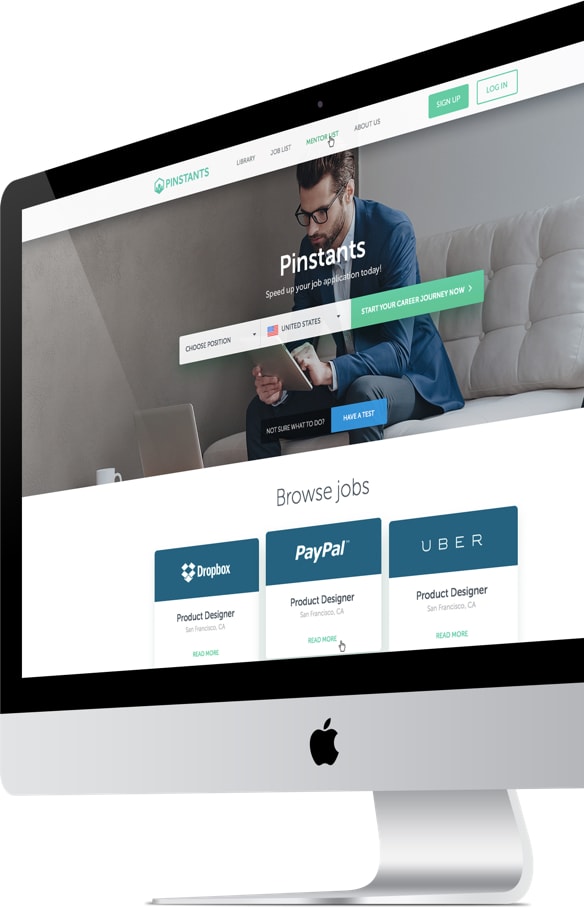 PINSTANTS
LIBRARY
JOB LIST
MENTOR LIST
ABOUT US
SIGN UP
LOG IN
Pinstants
Speed up your job application today!
CHOOSE POSITION
UNITED STATES
START YOUR CAREER JOURNEY NOW
NOT SURE WHAT TO DO?
HAVE A TEST
Browse jobs
Dropbox
Product Designer
San Francisco, CA
READ MORE
PayPal™
Product Designer
San Francisco, CA
READ MORE
UBER
Product Designer
San Francisco, CA
READ MORE